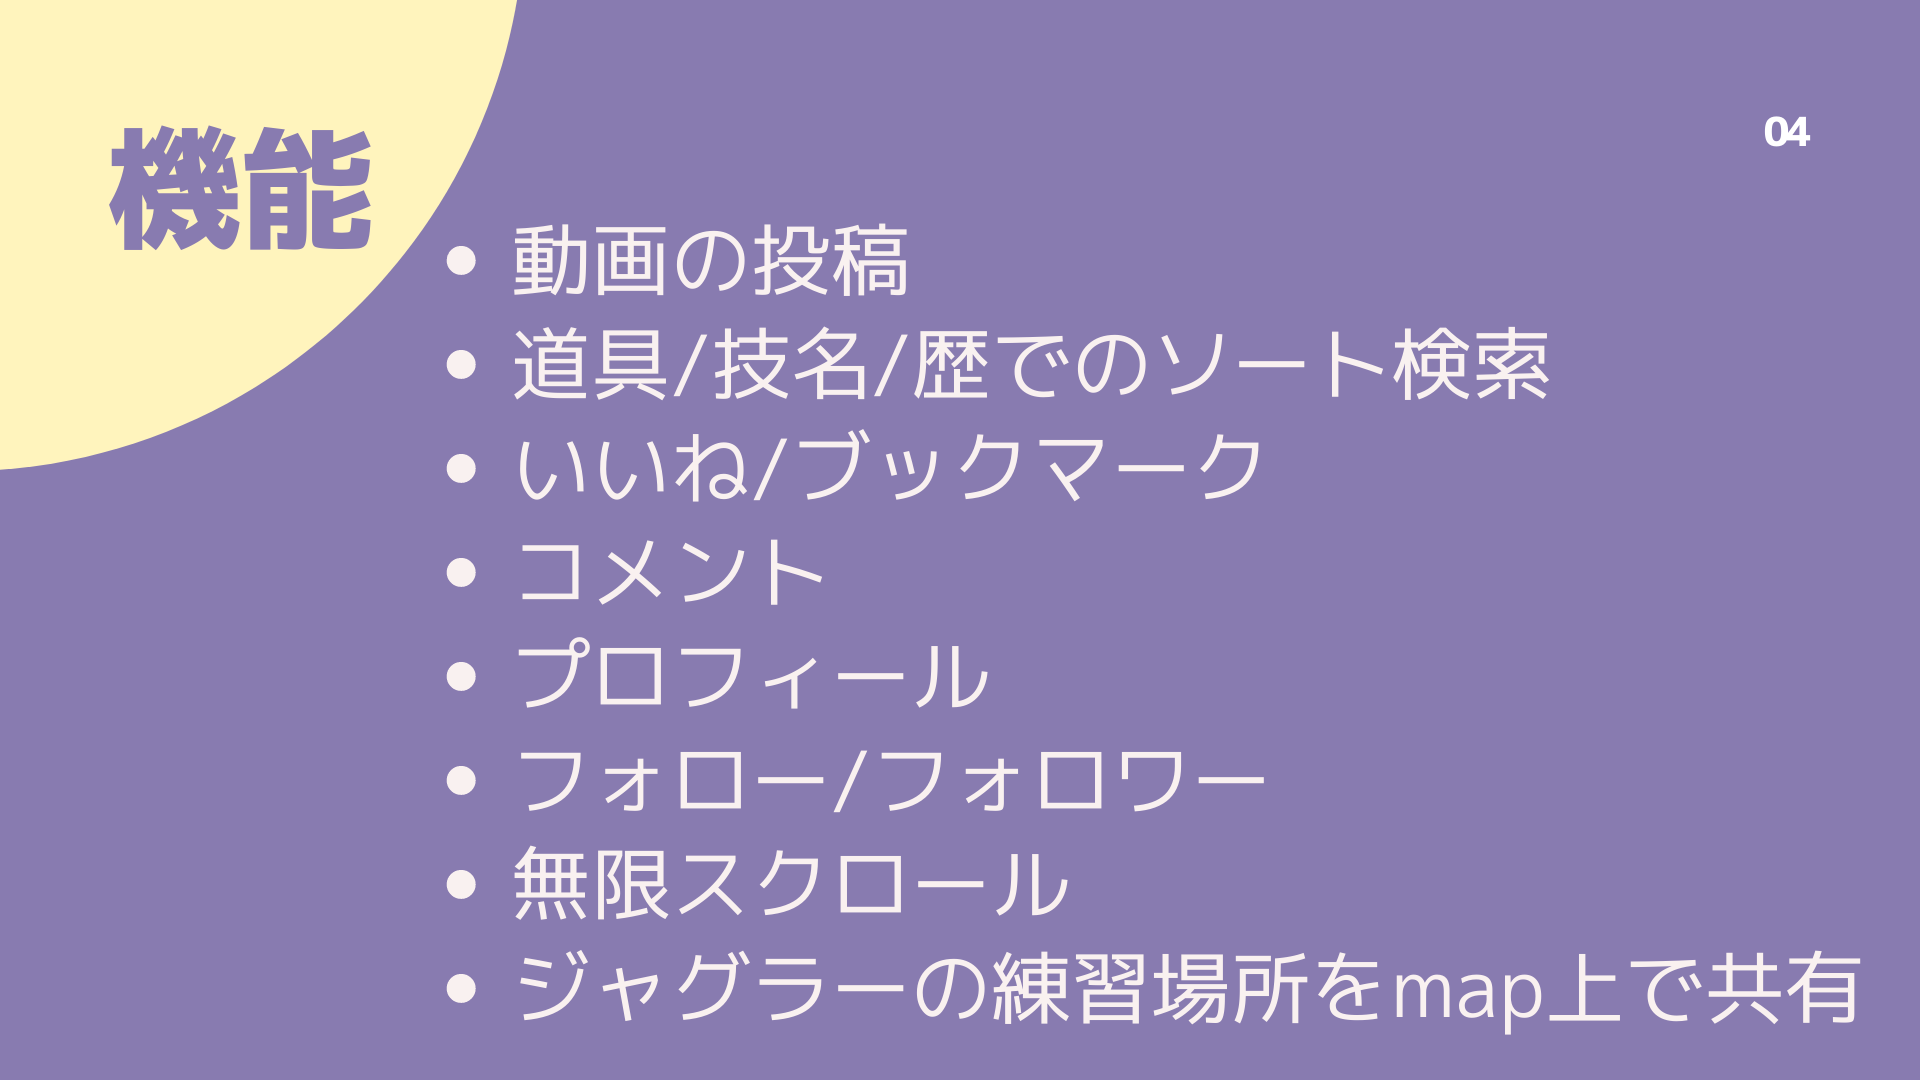 機能
04
• 動画の投稿
• 道具/技名/歴でのソート検索
• いいね/ブックマーク
• コメント
• プロフィール
• フォロー/フォロワー
• 無限スクロール
• ジャグラーの練習場所をmap上で共有